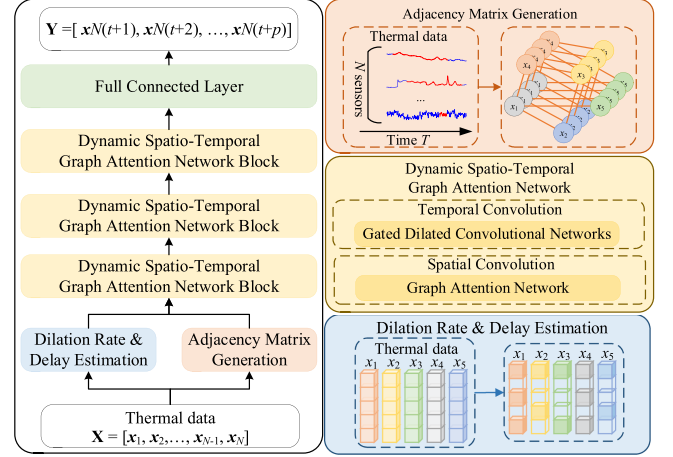 Y =[ xN(t+1), xN(t+2), …, xN(t+p)]
Full Connected Layer
Dynamic Spatio-Temporal
Graph Attention Network Block
Dynamic Spatio-Temporal
Graph Attention Network Block
Dynamic Spatio-Temporal
Graph Attention Network Block
Dilation Rate &
Delay Estimation
Adjacency Matrix
Generation
Thermal data
X = [x1, x2,…, xN-1, xN]
Adjacency Matrix Generation
Thermal data
N sensors
...
Time T
x4
x3
x1
x5
x2
Dynamic Spatio-Temporal
Graph Attention Network
Temporal Convolution
Gated Dilated Convolutional Networks
Spatial Convolution
Graph Attention Network
Dilation Rate & Delay Estimation
Thermal data
x1 x2 x3 x4 x5
x1 x2 x3 x4 x5